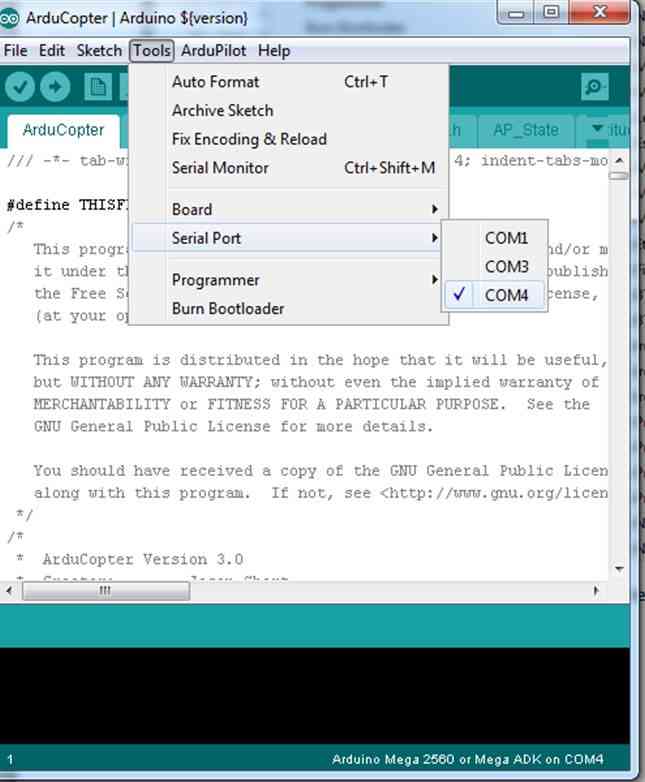 ArduCopter | Arduino ${version}
File Edit Sketch Tools ArduPilot Help
Auto Format Ctrl+T
Archive Sketch
Fix Encoding & Reload
Serial Monitor Ctrl+Shift+M
Board
Serial Port
Programmer
Burn Bootloader
COM1
COM3
COM4
ArduCopter .h AP_State
/// -*- tab-w 4; indent-tabs-mo
#define THISF
/*
This progr nd/or m
it under th publish
the Free S cense,
(at your op
This program is distributed in the hope that it will be useful,
but WITHOUT ANY WARRANTY; without even the implied warranty of
MERCHANTABILITY or FITNESS FOR A PARTICULAR PURPOSE. See the
GNU General Public License for more details.
You should have received a copy of the GNU General Public Licen
along with this program. If not, see <http://www.gnu.org/licen
*/
/*
* ArduCopter Version 3.0
1 Arduino Mega 2560 or Mega ADK on COM4